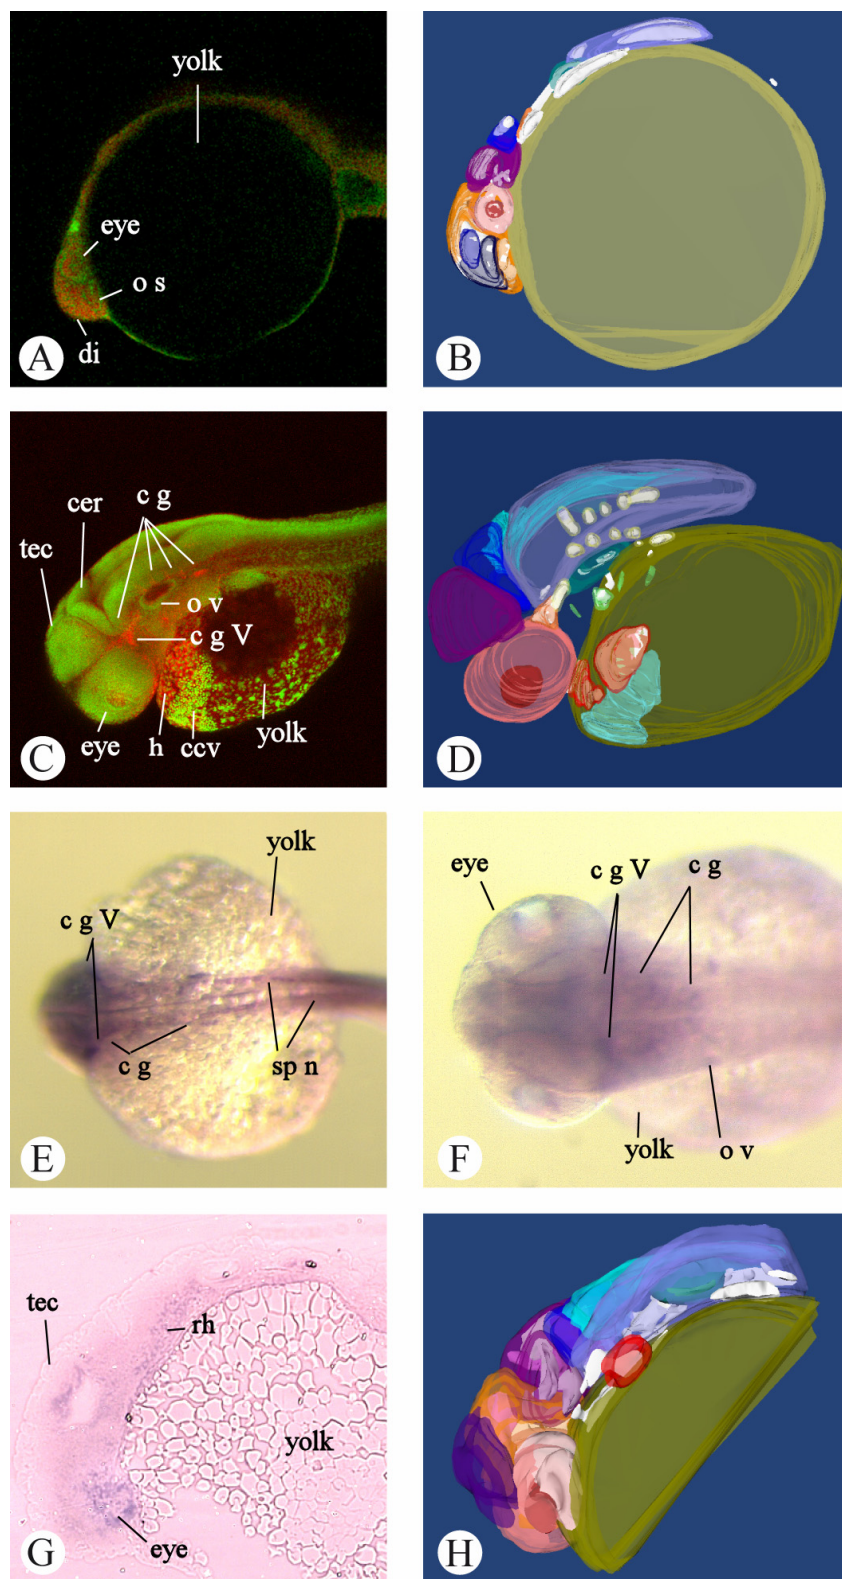 yolk
eye
o s
di
A
B
c g
cer
tec
o v
c g V
eye
h
ccv
yolk
C
D
yolk
c g V
c g
sp n
E
eye
c g V
c g
yolk
o v
F
tec
rh
yolk
eye
G
H